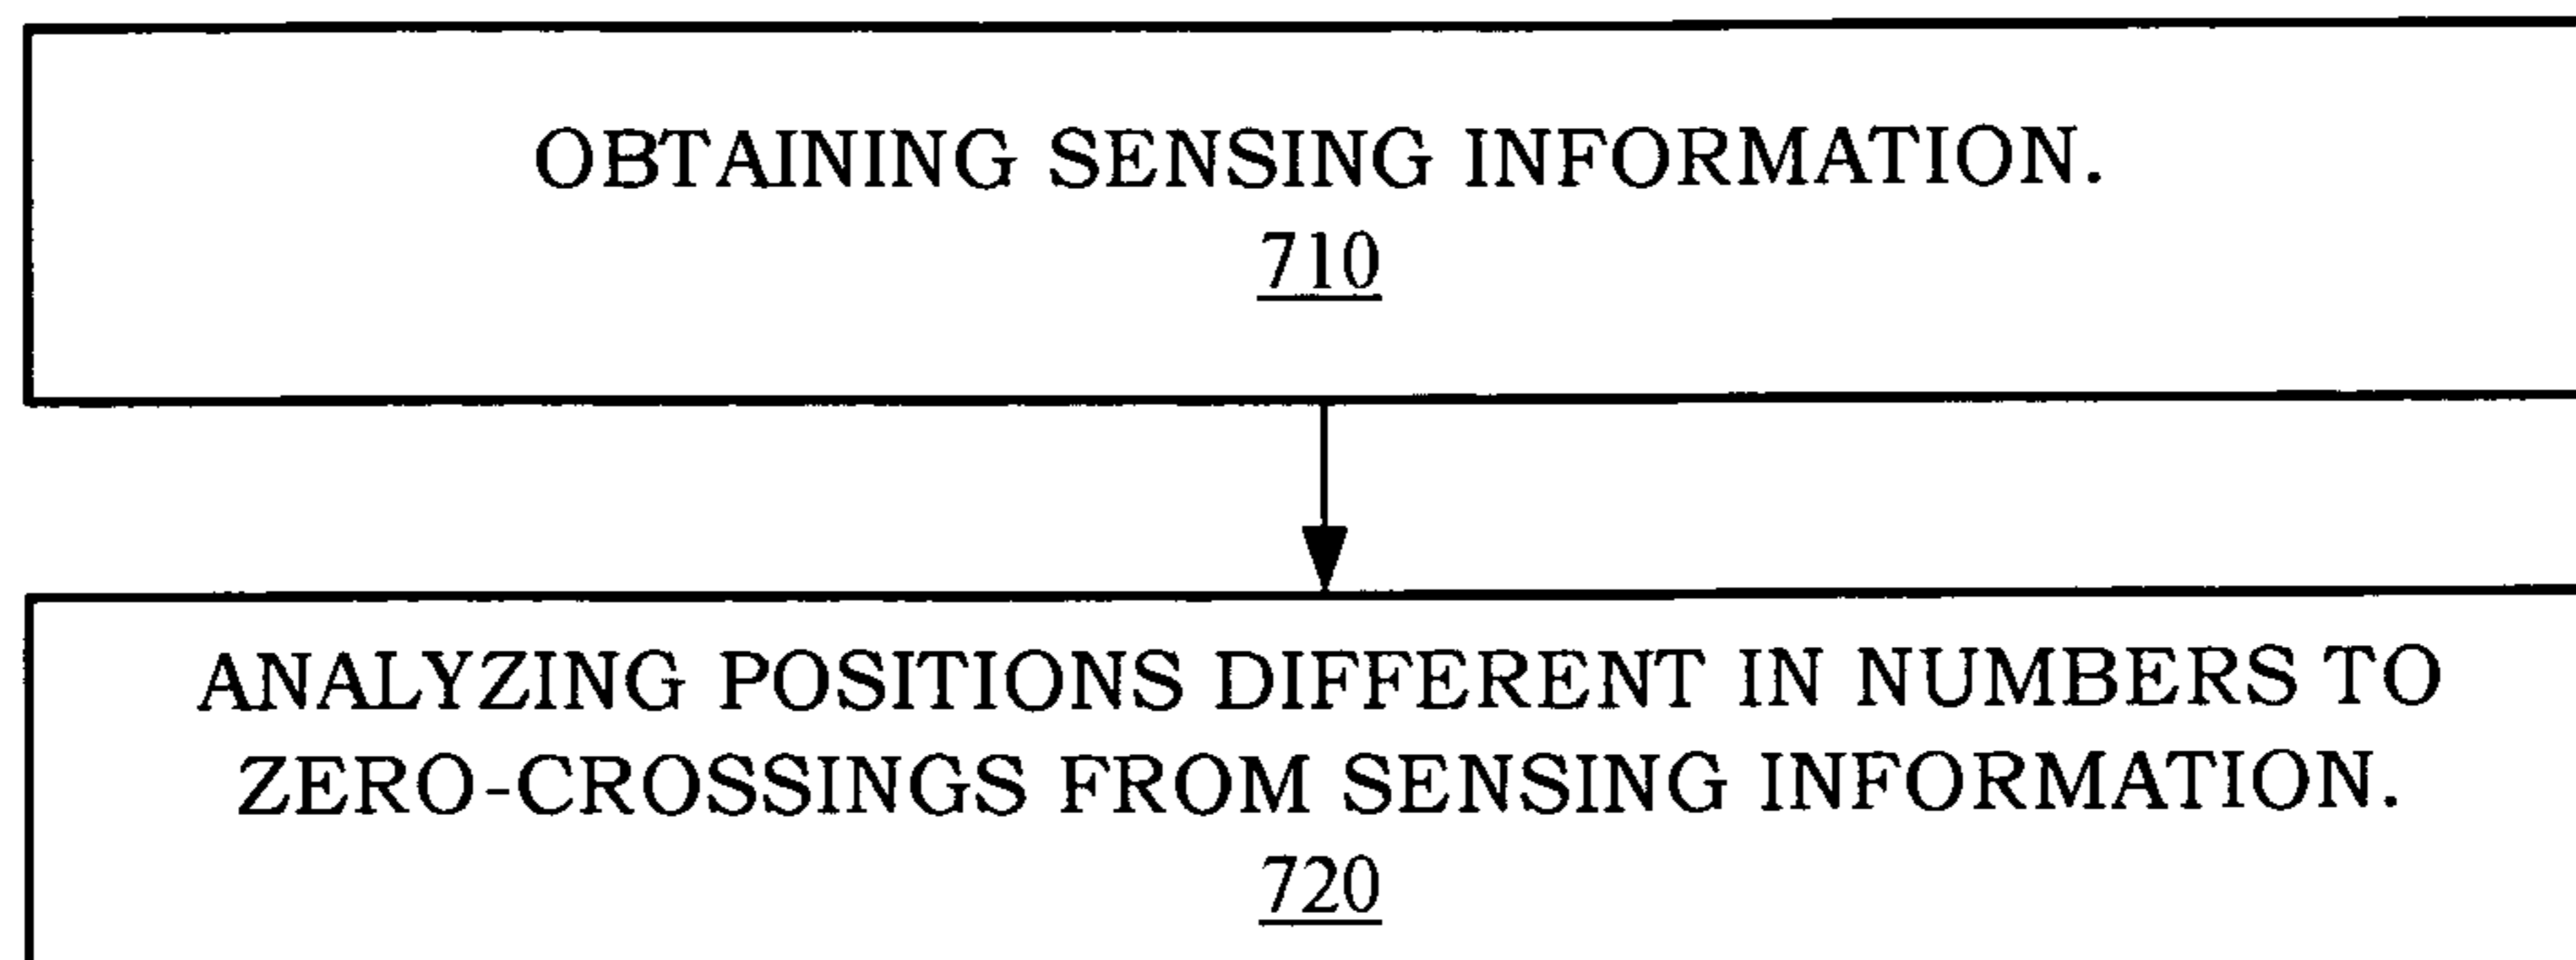 OBTAINING SENSING INFORMATION.
710
ANALYZING POSITIONS DIFFERENT IN NUMBERS TO
ZERO-CROSSINGS FROM SENSING INFORMATION.
720